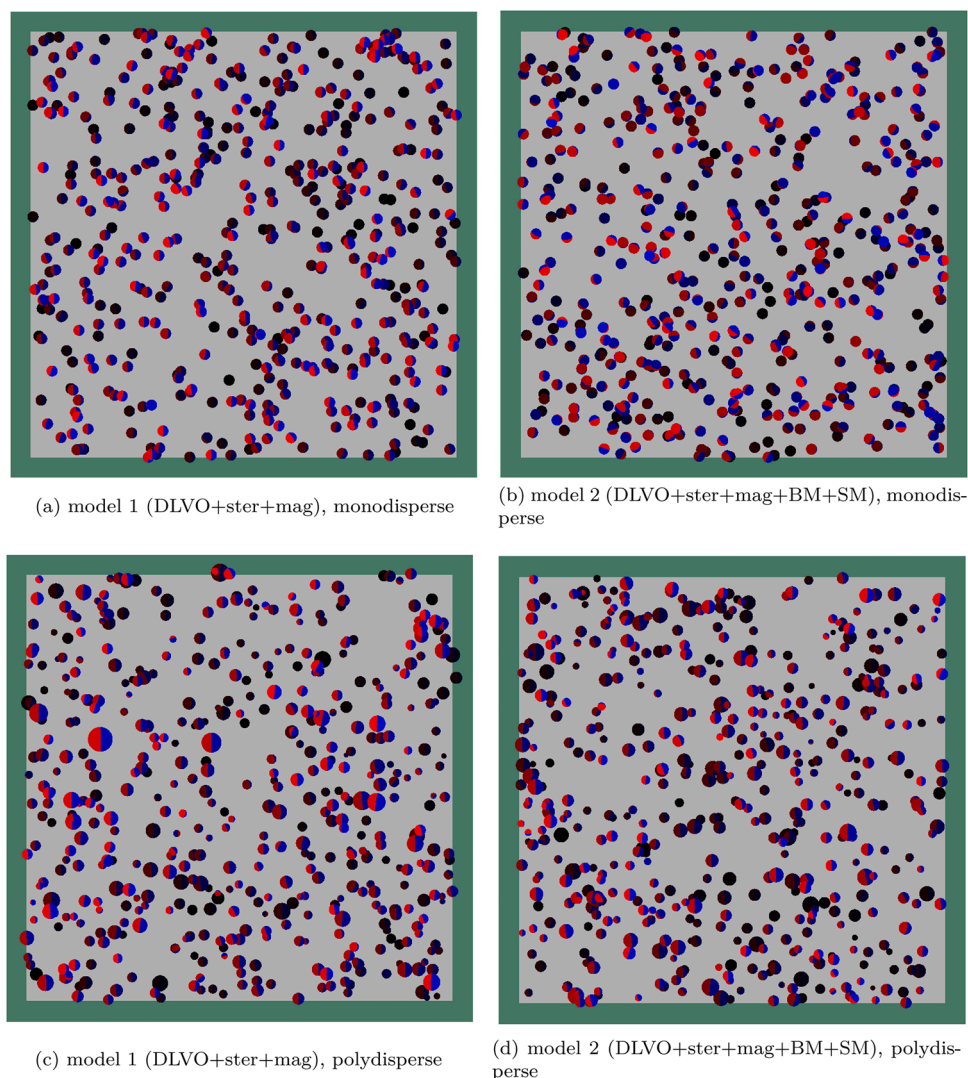 (a) model 1 (DLVO+ster+mag), monodisperse
(b) model 2 (DLVO+ster+mag+BM+SM), monodis-
perse
(c) model 1 (DLVO+ster+mag), polydisperse
(d) model 2 (DLVO+ster+mag+BM+SM), polydis-
perse